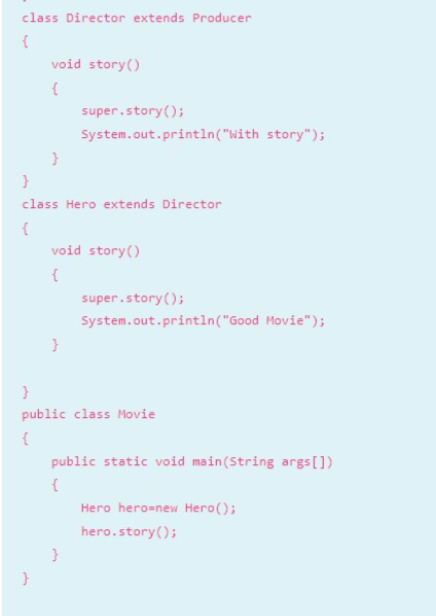 }
class Director extends Producer
{
void story()
{
super.story();
System.out.println("With story");
}
}
class Hero extends Director
{
void story()
{
super.story();
System.out.println("Good Movie");
}
}
public class Movie
{
public static void main(String args[])
{
Hero hero=new Hero();
hero.story();
}
}